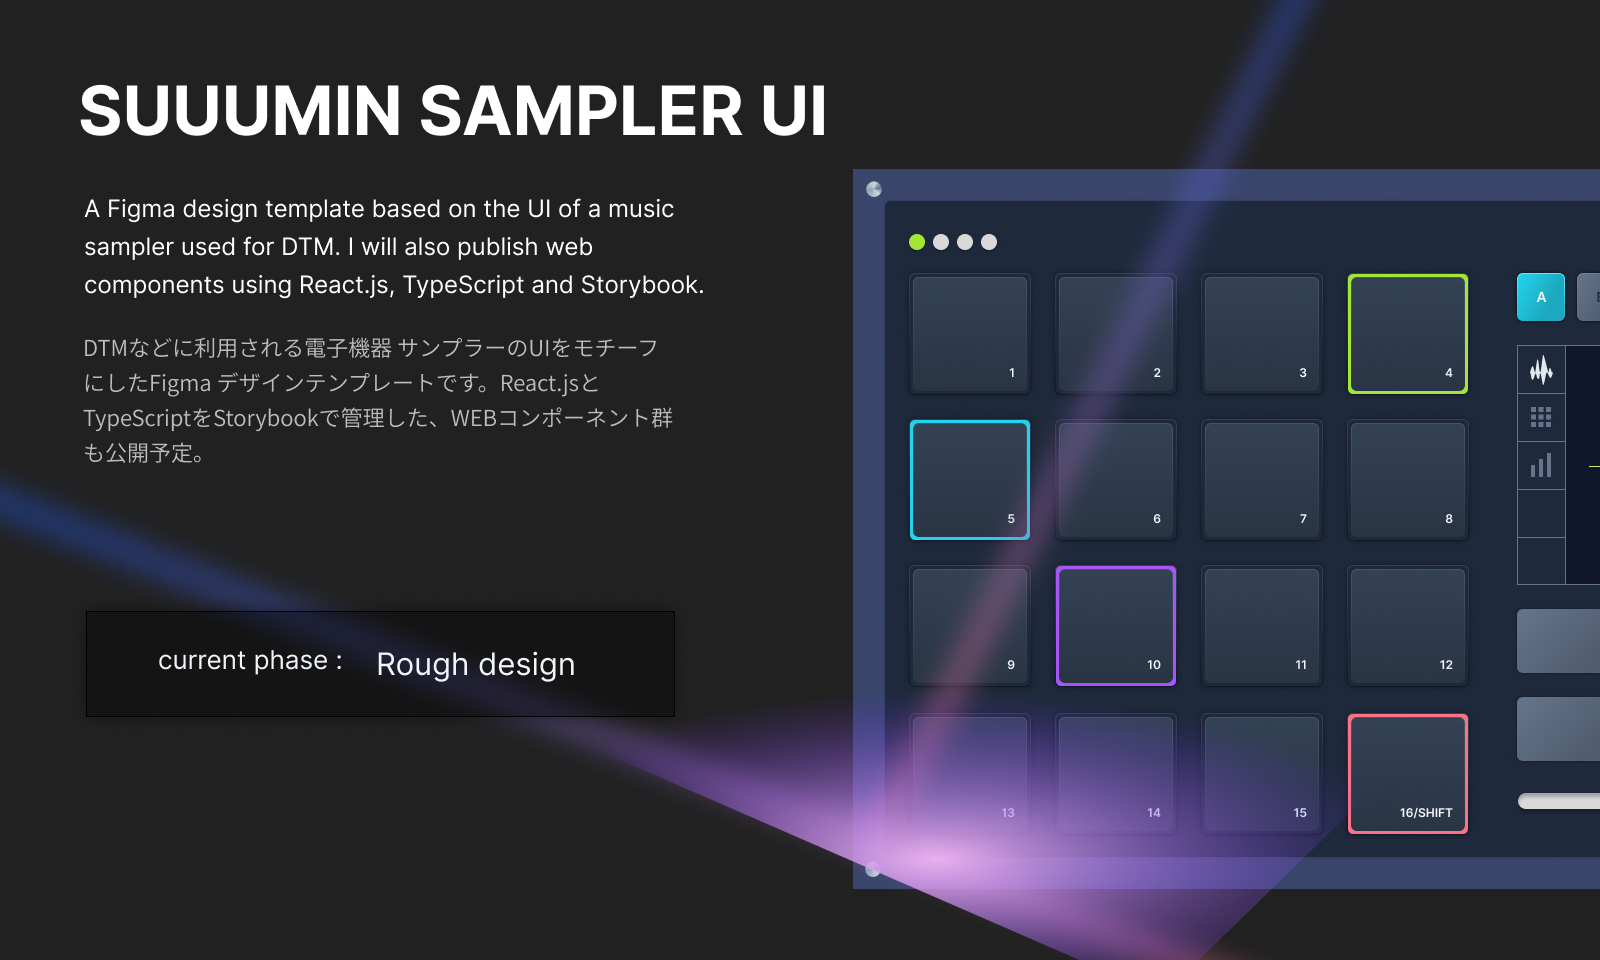 SUUUMIN SAMPLER UI
A Figma design template based on the UI of a music
sampler used for DTM. I will also publish web
components using React.js, TypeScript and Storybook.
DTMなどに利用される電子機器 サンプラーのUIをモチーフ
にしたFigma デザインテンプレートです。React.jsと
TypeScriptをStorybookで管理した、WEBコンポーネント群
も公開予定。
current phase : Rough design
1 2 3 4
A
5 6 7 8
9 10 11 12
13 14 15 16/SHIFT